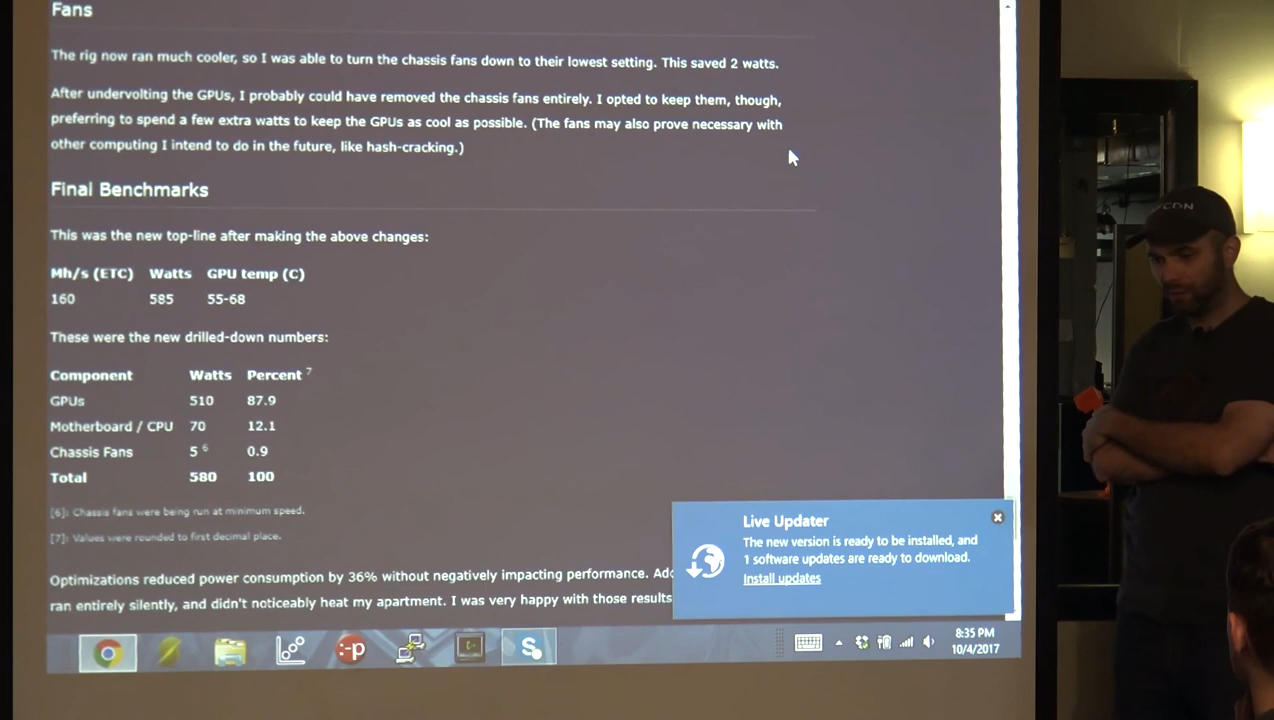 Fans
The rig now ran much cooler, so I was able to turn the chassis fans down to their lowest setting. This saved 2 watts.
After undervolting the GPUs, I probably could have removed the chassis fans entirely. I opted to keep them, though,
preferring to spend a few extra watts to keep the GPUs as cool as possible. (The fans may also prove necessary with
other computing I intend to do in the future, like hash-cracking.)
Final Benchmarks
This was the new top-line after making the above changes:
Mh/s (ETC) Watts GPU temp (C)
160 585 55-68
These were the new drilled-down numbers:
Component Watts Percent 7
GPUs 510 87.9
Motherboard / CPU 70 12.1
Chassis Fans 5 6 0.9
Total 580 100
[6]: Chassis fans were being run at minimum speed.
[7]: Values were rounded to first decimal place.
Optimizations reduced power consumption by 36% without negatively impacting performance.
ran entirely silently, and didn't noticeably heat my apartment. I was very happy with those results
Live Updater
The new version is ready to be installed, and
1 software updates are ready to download.
Install updates
:-p
S
8:35 PM
10/4/2017